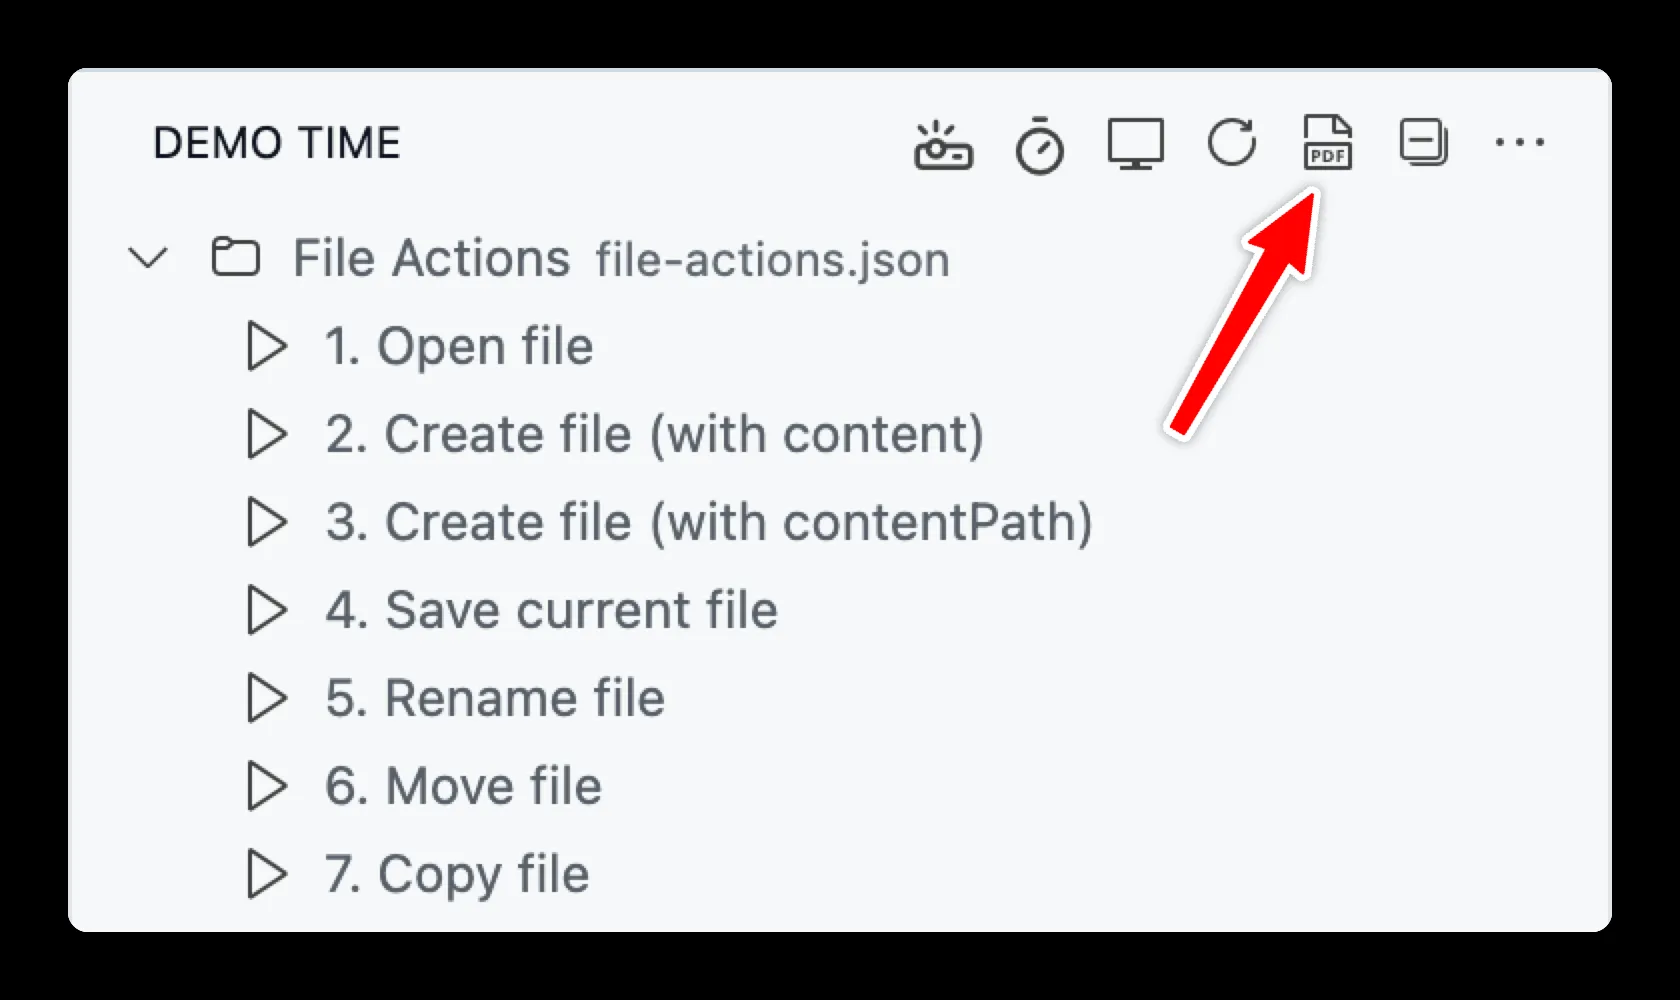 DEMO TIME
PDF
File Actions file-actions.json
1. Open file
2. Create file (with content)
3. Create file (with contentPath)
4. Save current file
5. Rename file
6. Move file
7. Copy file